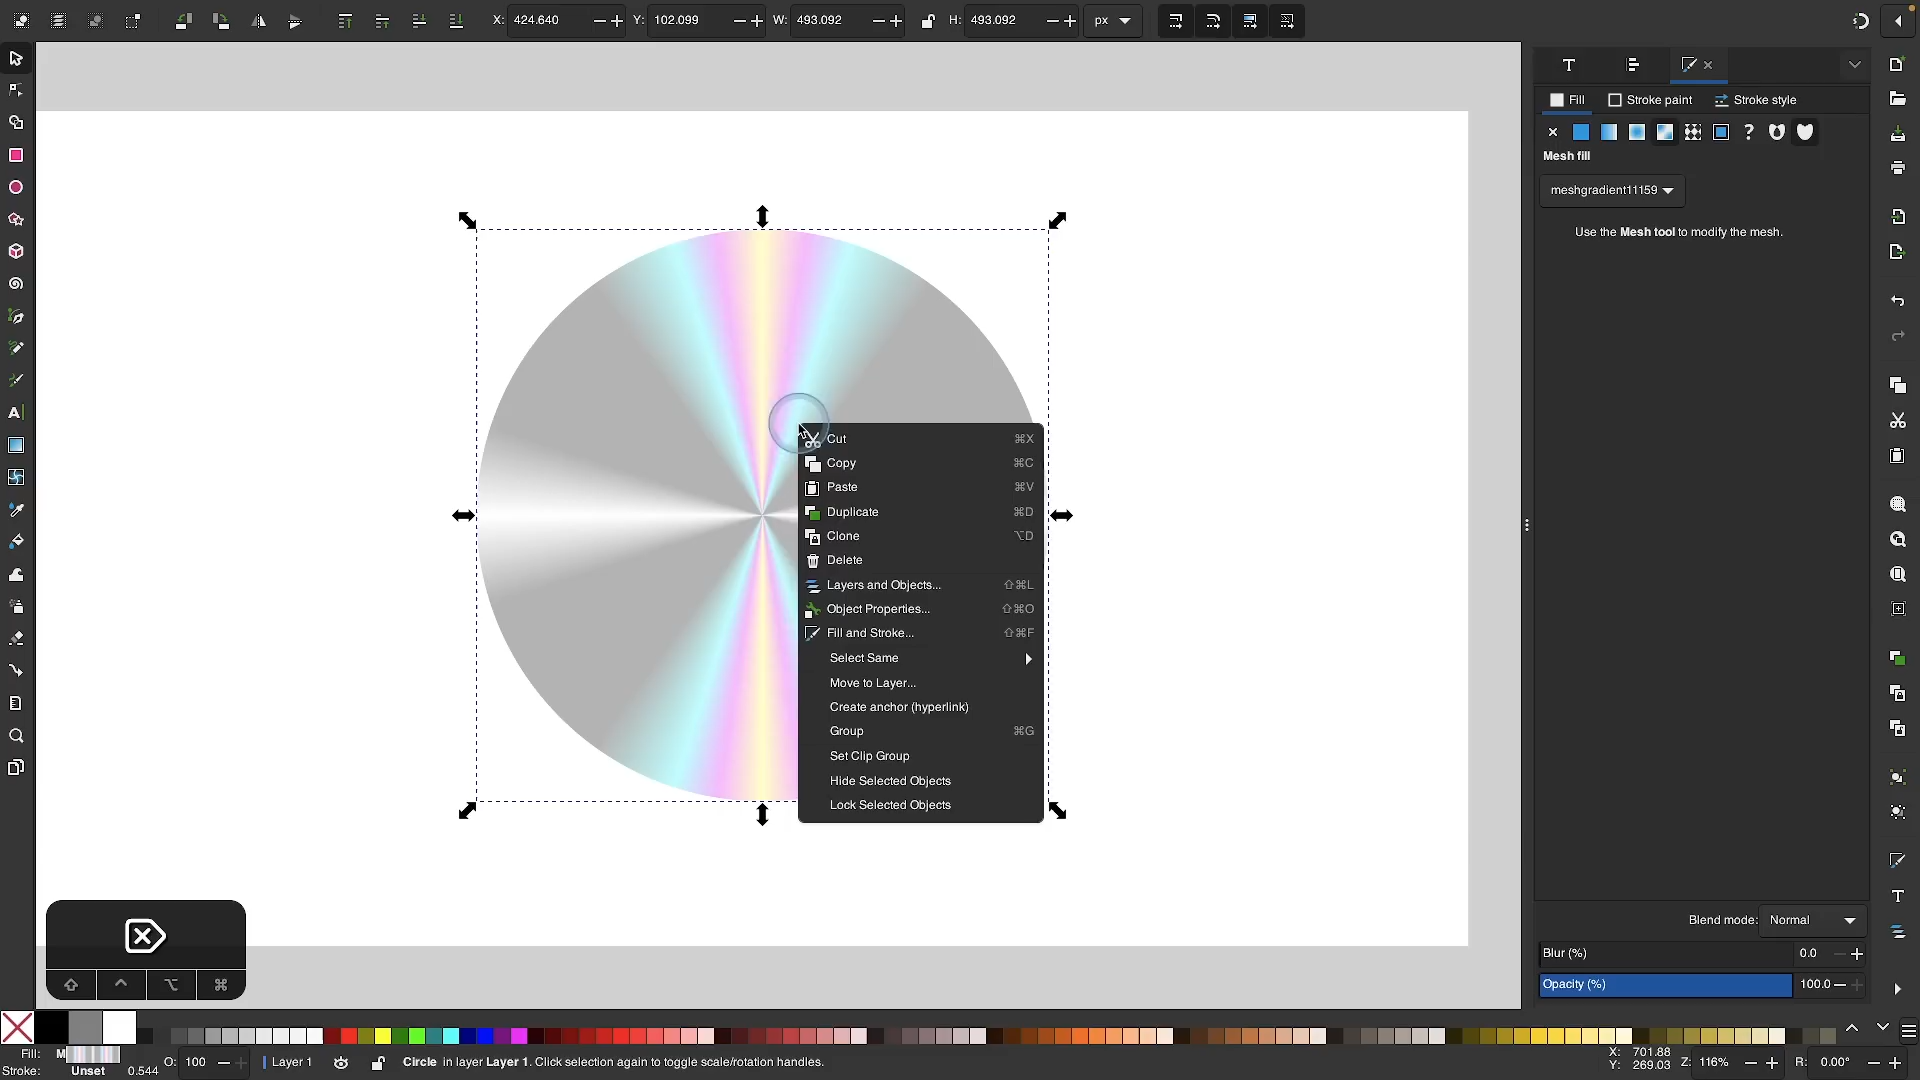 X: 424.640 Y: 102.099 W: 493.092 H: 493.092 px
Fill Stroke paint Stroke style
?
Mesh fill
meshgradient11159
Use the Mesh tool to modify the mesh.
Cut ⌘X
Copy ⌘C
Paste ⌘V
Duplicate ⌘D
Clone ⌥D
Delete
Layers and Objects... ⇧⌘L
Object Properties... ⇧⌘O
Fill and Stroke... ⇧⌘F
Select Same
Move to Layer...
Create anchor (hyperlink)
Group ⌘G
Set Clip Group
Hide Selected Objects
Lock Selected Objects
Blend mode: Normal
Blur (%) 0.0
Opacity (%) 100.0
Fill: M O: 100 Layer 1 Circle in layer Layer 1. Click selection again to toggle scale/rotation handles. X: 701.88 Z: 116% R: 0.00°
Stroke: Unset 0.544 Y: 269.03